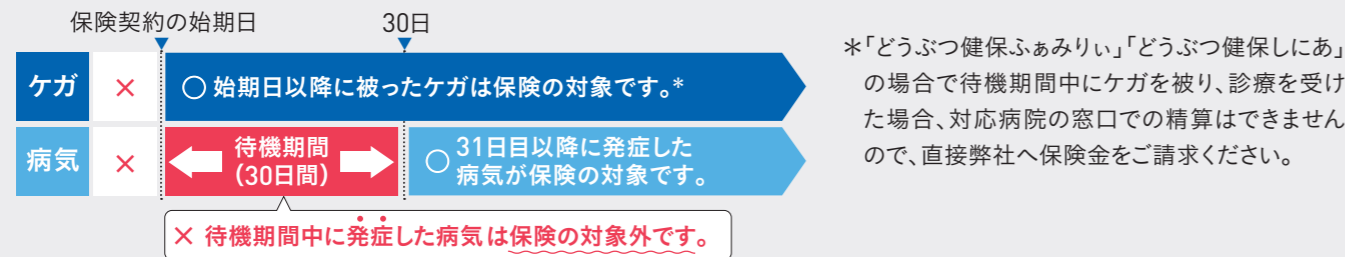 保険契約の始期日
30日
ケガ
×
○ 始期日以降に被ったケガは保険の対象です。*
病気
×
待機期間
(30日間)
○ 31日目以降に発症した
病気が保険の対象です。
× 待機期間中に発症した病気は保険の対象外です。
*「どうぶつ健保ふぁみりぃ」「どうぶつ健保しにあ」
の場合で待機期間中にケガを被り、診療を受け
た場合、対応病院の窓口での精算はできません
ので、直接弊社へ保険金をご請求ください。